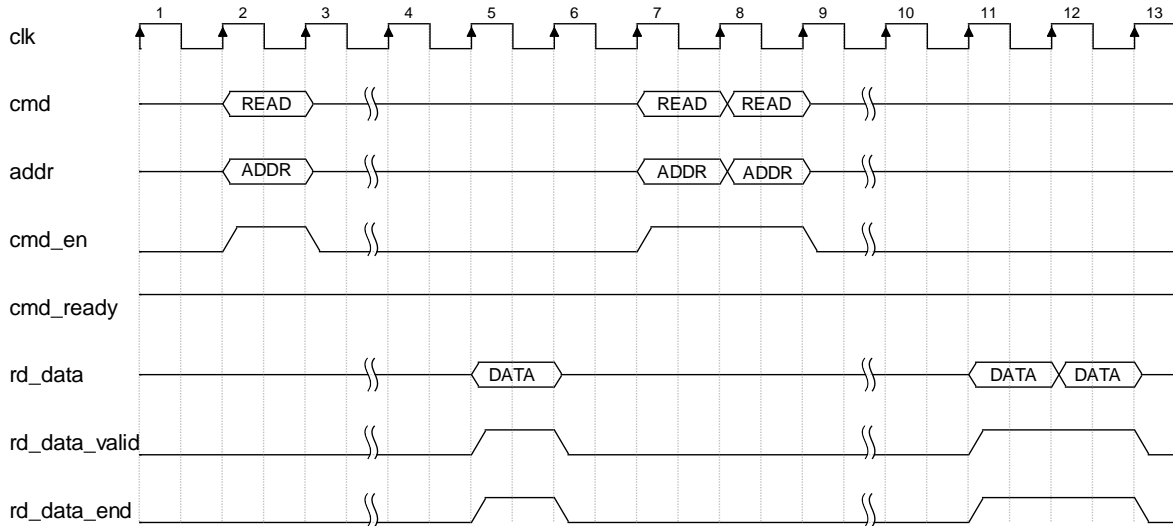 1 2 3 4 5 6 7 8 9 10 11 12 13
clk
cmd READ READ READ
addr ADDR ADDR ADDR
cmd_en
cmd_ready
rd_data DATA DATA DATA
rd_data_valid
rd_data_end